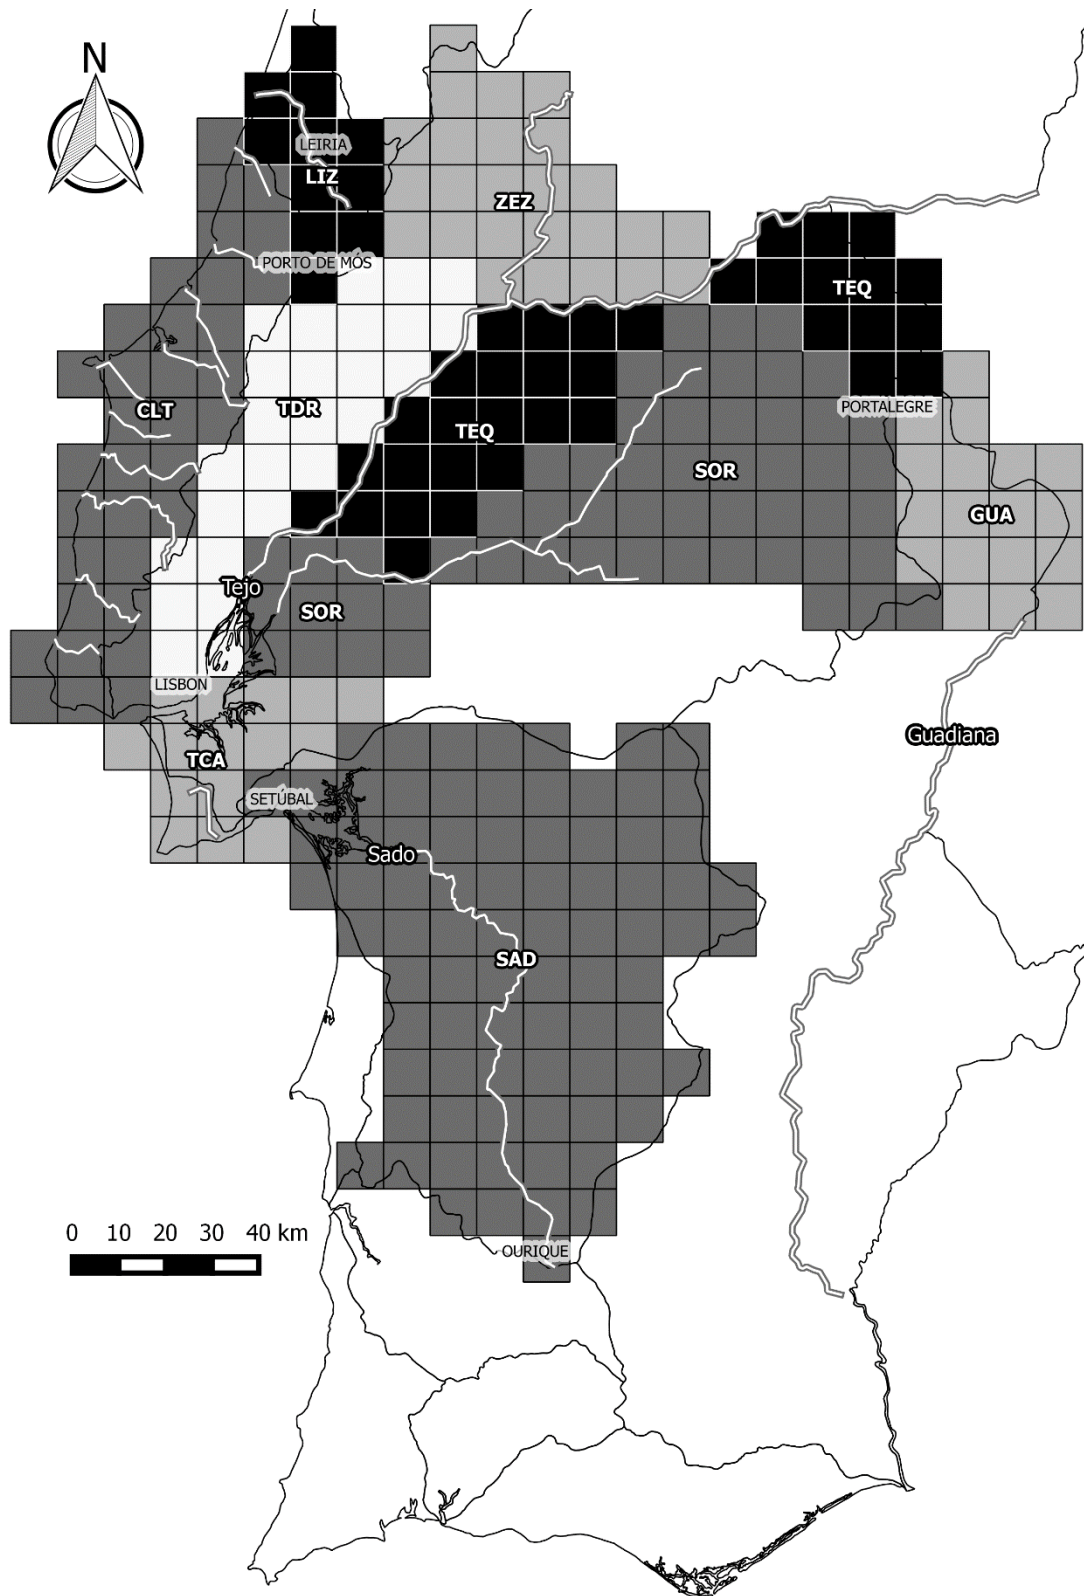 N
LEIRIA
LIZ
ZEZ
PORTO DE MÓS
TEQ
CLT
TDR
PORTALEGRE
TEQ
SOR
GUA
Tejo
SOR
LISBON
Guadiana
TCA
SETÚBAL
Sado
SAD
0 10 20 30 40 km
OURIQUE